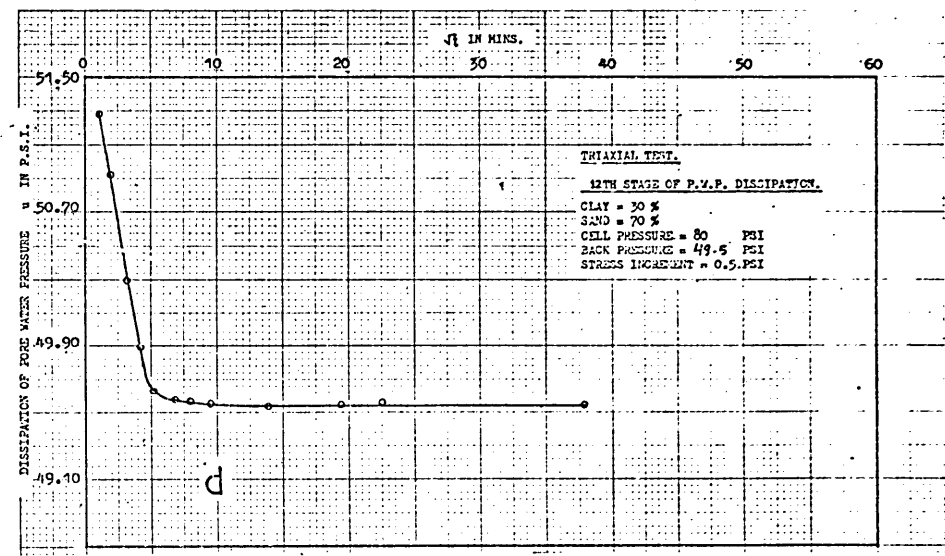 √t IN MINS.
0 10 20 30 40 50 60
51.50
50.70
49.90
49.10
DISSIPATION OF PORE WATER PRESSURE u IN P.S.I.
TRIAXIAL TEST.
12TH STAGE OF P.W.P. DISSIPATION.
CLAY = 30 %
SAND = 70 %
CELL PRESSURE = 80 PSI
BACK PRESSURE = 49.5 PSI
STRESS INCREMENT = 0.5 PSI
d